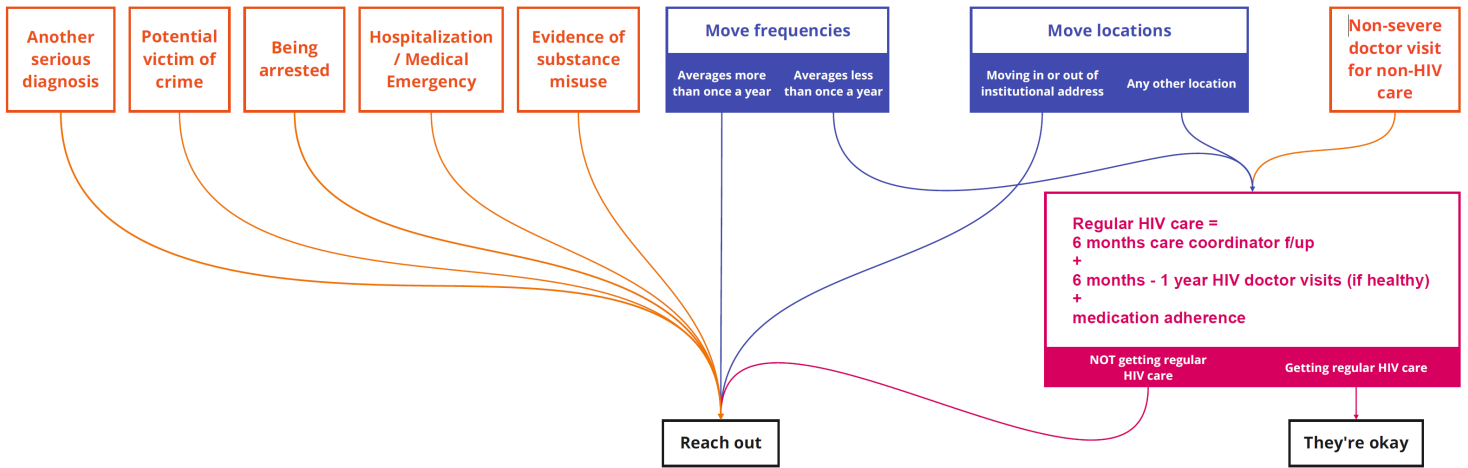 Another
serious
diagnosis
Potential
victim of
crime
Being
arrested
Hospitalization
/ Medical
Emergency
Evidence of
substance
misuse
Move frequencies
Averages more
than once a year
Averages less
than once a year
Move locations
Moving in or out of
institutional address
Any other location
Non-severe
doctor visit
for non-HIV
care
Regular HIV care =
6 months care coordinator f/up
+
6 months - 1 year HIV doctor visits (if healthy)
+
medication adherence
NOT getting regular
HIV care
Getting regular HIV care
Reach out
They're okay